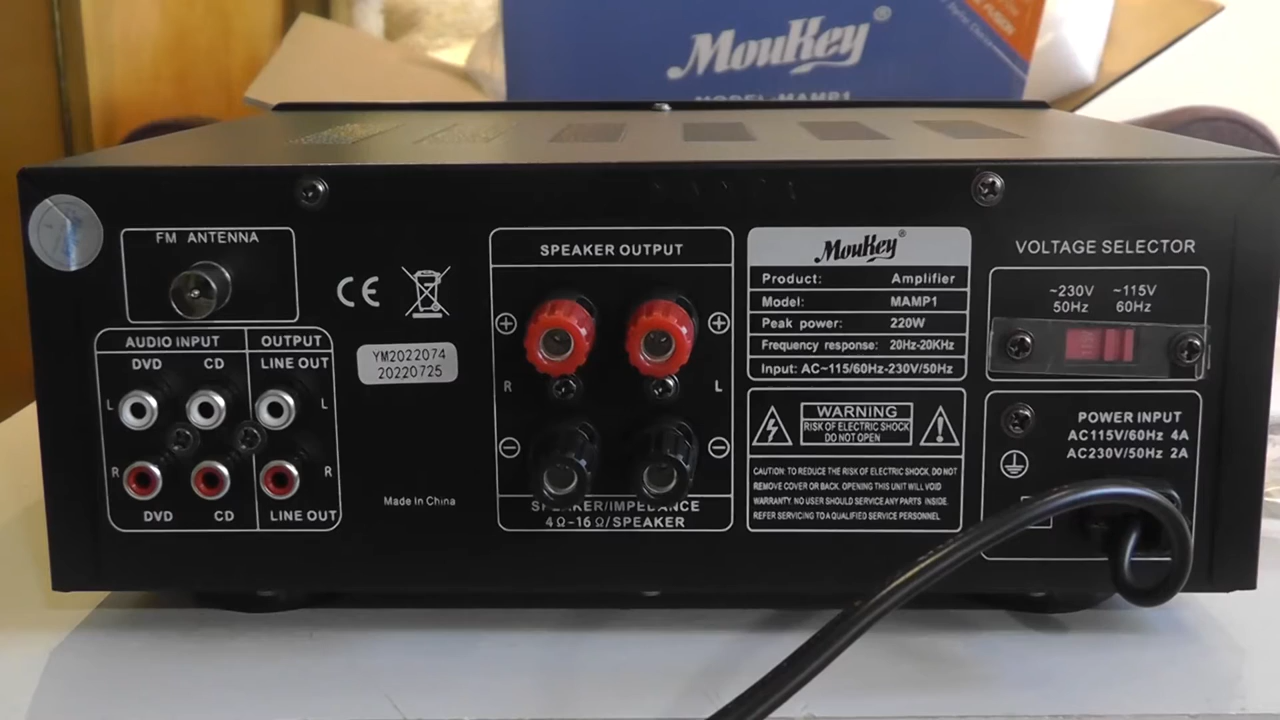 MouKey®
MODEL:MAMP1
FM ANTENNA
AUDIO INPUT
OUTPUT
DVD CD LINE OUT
L L
R R
DVD CD LINE OUT
CE
YM2022074
20220725
Made In China
SPEAKER OUTPUT
+ +
R L
− −
SPEAKER/IMPEDANCE
4Ω-16Ω/SPEAKER
MouKey®
Product: Amplifier
Model: MAMP1
Peak power: 220W
Frequency response: 20Hz-20KHz
Input: AC~115/60Hz-230V/50Hz
WARNING
RISK OF ELECTRIC SHOCK
DO NOT OPEN
CAUTION: TO REDUCE THE RISK OF ELECTRIC SHOCK, DO NOT
REMOVE COVER OR BACK. OPENING THIS UNIT WILL VOID
WARRANTY. NO USER SHOULD SERVICE ANY PARTS INSIDE.
REFER SERVICING TO A QUALIFIED SERVICE PERSONNEL
VOLTAGE SELECTOR
~230V ~115V
50Hz 60Hz
POWER INPUT
AC115V/60Hz 4A
AC230V/50Hz 2A